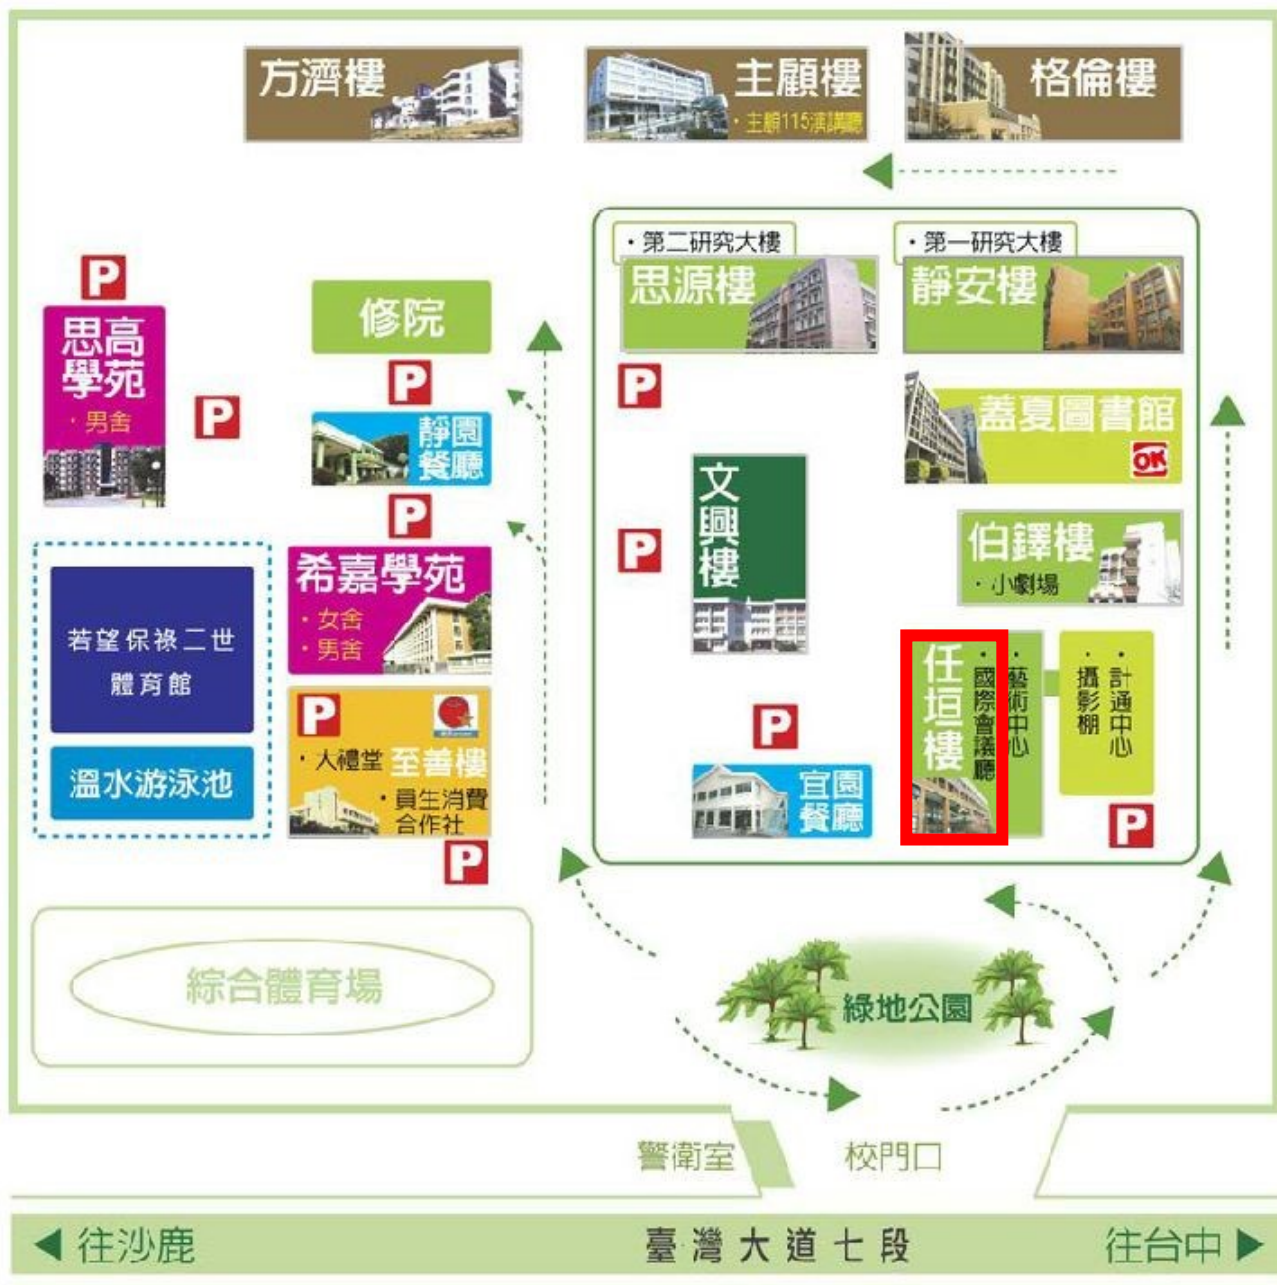 方濟樓
主顧樓
・主顧115演講廳
格倫樓
・第二研究大樓
思源樓
・第一研究大樓
靜安樓
P
思高
學苑
・男舍
P
修院
P
靜園
餐廳
P
希嘉學苑
・女舍
・男舍
若望保祿二世
體育館
溫水游泳池
P
・大禮堂 至善樓
・員生消費
合作社
P
P
文興樓
P
P
宜園
餐廳
蓋夏圖書館
OK
伯鐸樓
・小劇場
任垣樓
・國際會議廳
・藝術中心
・計通中心
・攝影棚
P
綜合體育場
綠地公園
警衛室
校門口
往沙鹿
臺灣大道七段
往台中